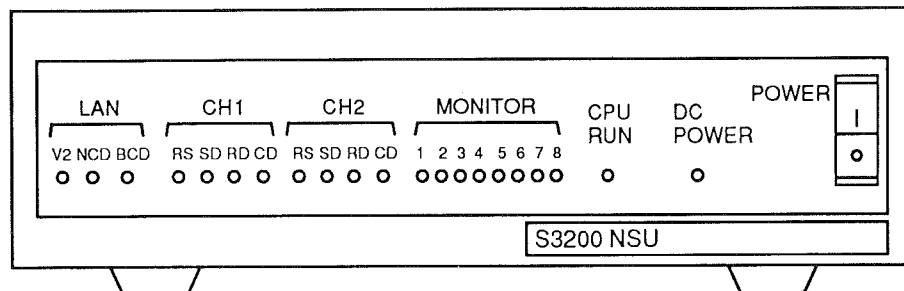 LAN CH1 CH2 MONITOR CPU RUN DC POWER POWER
V2 NCD BCD RS SD RD CD RS SD RD CD 1 2 3 4 5 6 7 8
S3200 NSU